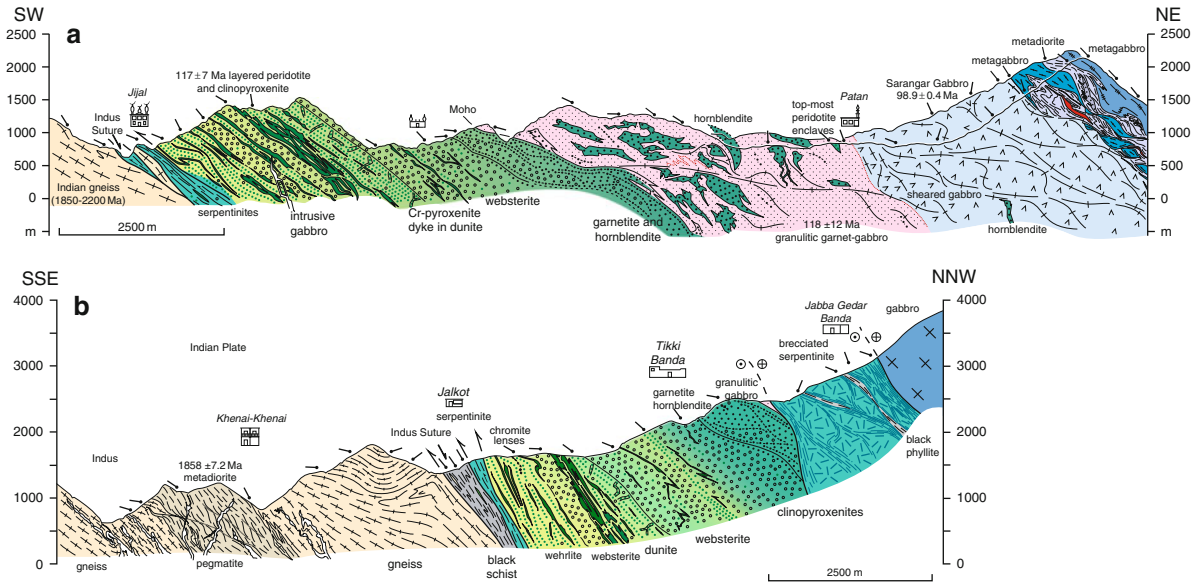 SW
a
NE
2500
2000
1500
1000
500
0
m
2500
2000
1500
1000
500
0
m
Jijal
Indus
Suture
117±7 Ma layered peridotite
and clinopyroxenite
Moho
hornblendite
top-most
peridotite
enclaves
Patan
Sarangar Gabbro
98.9±0.4 Ma
metagabbro
metadiorite
metagabbro
Indian gneiss
(1850-2200 Ma)
serpentinites
intrusive
gabbro
Cr-pyroxenite
dyke in dunite
websterite
garnetite and
hornblendite
118 ±12 Ma
granulitic garnet-gabbro
sheared gabbro
hornblendite
2500 m
SSE
b
NNW
4000
3000
2000
1000
0
4000
3000
2000
1000
0
Indian Plate
Indus
Khenai-Khenai
1858 ±7.2 Ma
metadiorite
Jalkot
serpentinite
Indus Suture
chromite
lenses
Tikki
Banda
garnetite
hornblendite
granulitic
gabbro
Jabba Gedar
Banda
brecciated
serpentinite
gabbro
black
phyllite
gneiss
pegmatite
gneiss
black
schist
wehrlite
websterite
dunite
websterite
clinopyroxenites
2500 m